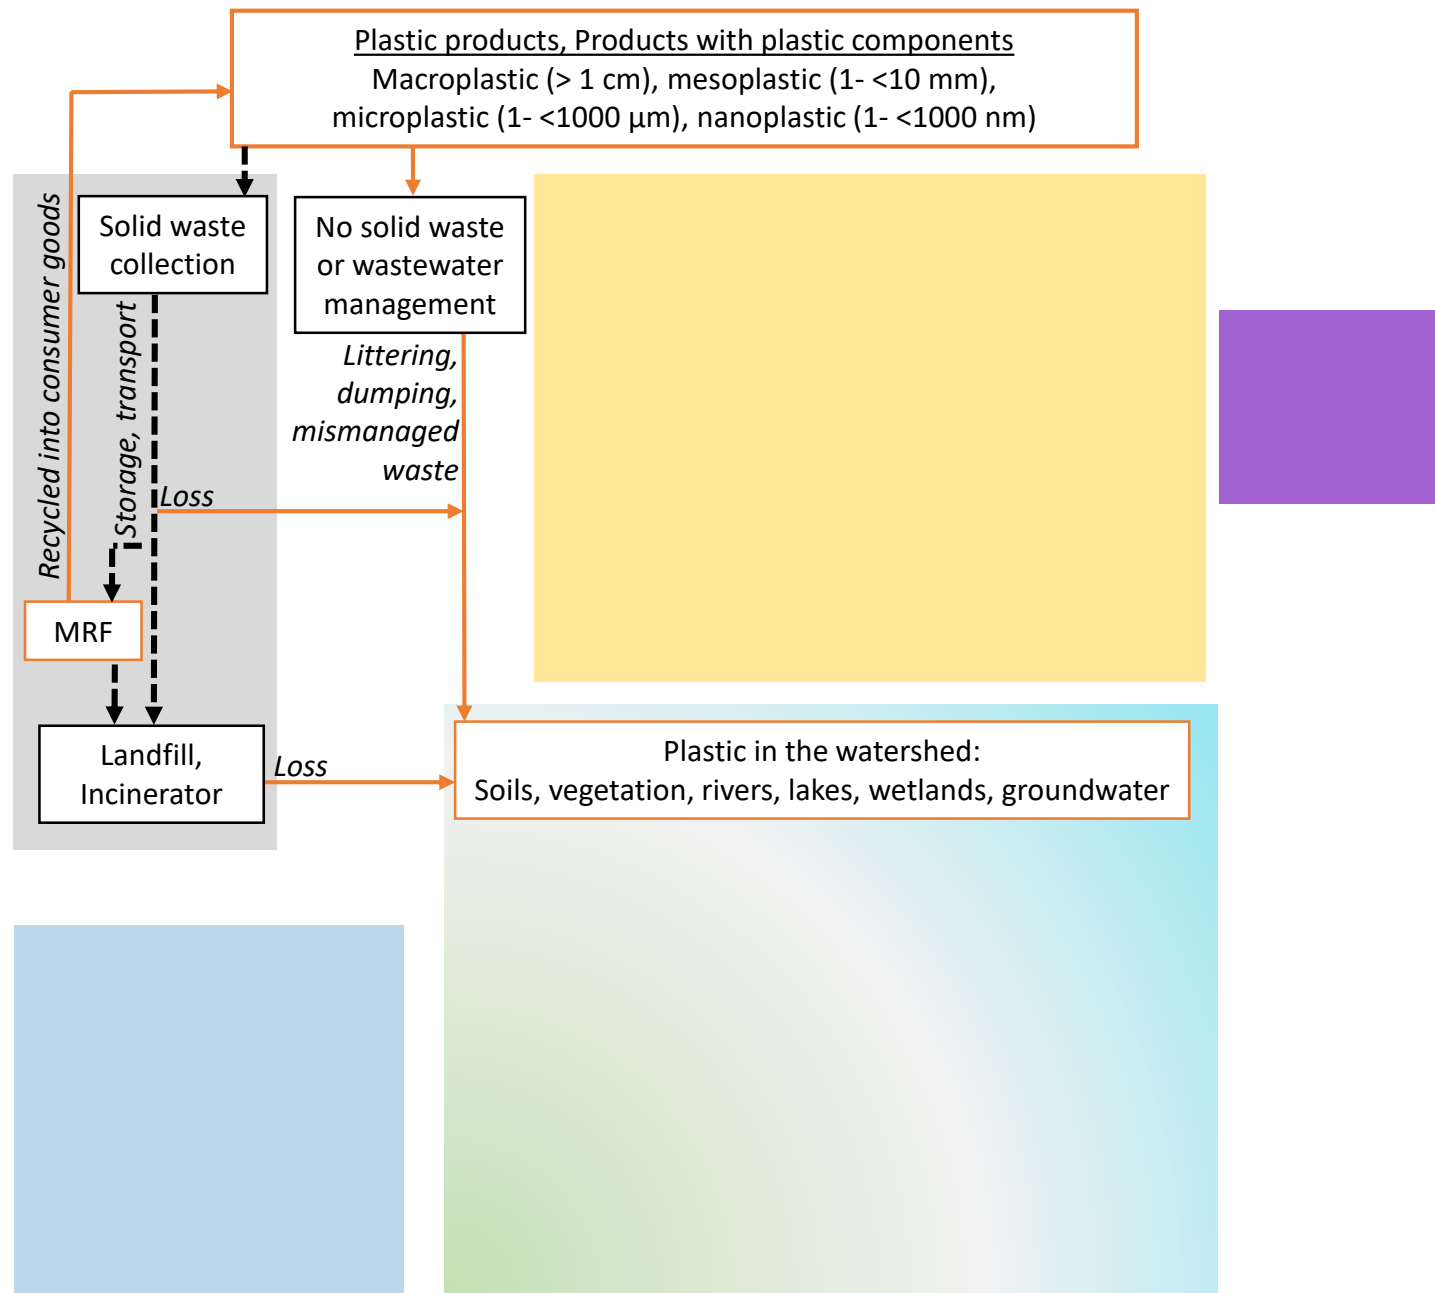 Plastic products, Products with plastic components
Macroplastic (> 1 cm), mesoplastic (1- <10 mm),
microplastic (1- <1000 µm), nanoplastic (1- <1000 nm)
Recycled into consumer goods
Solid waste
collection
No solid waste
or wastewater
management
Storage, transport
Littering,
dumping,
mismanaged
waste
Loss
MRF
Landfill,
Incinerator
Loss
Plastic in the watershed:
Soils, vegetation, rivers, lakes, wetlands, groundwater